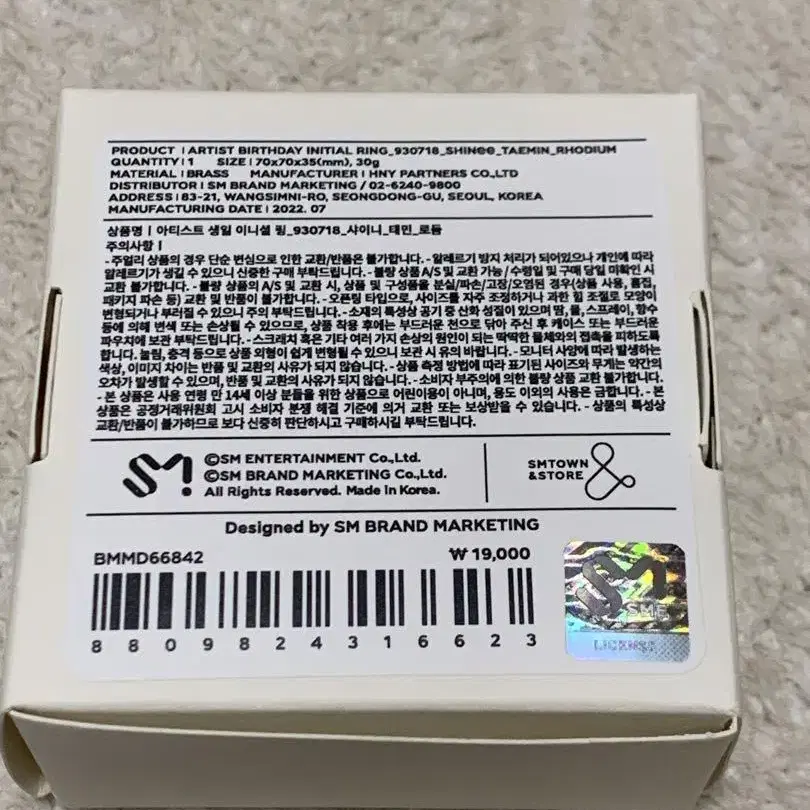 PRODUCT | ARTIST BIRTHDAY INITIAL RING_930718_SHINee_TAEMIN_RHODIUM
QUANTITY | 1 SIZE | 70x70x35(mm), 30g
MATERIAL | BRASS MANUFACTURER | HNY PARTNERS CO.,LTD
DISTRIBUTOR | SM BRAND MARKETING / 02-6240-9800
ADDRESS | 83-21, WANGSIMNI-RO, SEONGDONG-GU, SEOUL, KOREA
MANUFACTURING DATE | 2022. 07
상품명 | 아티스트 생일 이니셜 링_930718_샤이니_태민_로듐
주의사항 |
- 주얼리 상품의 경우 단순 변심으로 인한 교환/반품은 불가합니다. - 알레르기 방지 처리가 되어있으나 개인에 따라
알레르기가 생길 수 있으니 신중한 구매 부탁드립니다. - 불량 상품 A/S 및 교환 가능 / 수령일 및 구매 당일 미확인 시
교환 불가합니다. - 불량 상품의 A/S 및 교환 시, 상품 및 구성품을 분실/파손/고장/오염된 경우(상품 사용, 흠집,
패키지 파손 등) 교환 및 반품이 불가합니다. - 오픈링 타입으로, 사이즈를 자주 조정하거나 과한 힘 조절로 모양이
변형되거나 부러질 수 있으니 주의 부탁드립니다. - 소재의 특성상 공기 중 산화 성질이 있으며 땀, 물, 스프레이, 향수
등에 의해 변색 또는 손상될 수 있으므로, 상품 착용 후에는 부드러운 천으로 닦아 주신 후 케이스 또는 부드러운
파우치에 보관 부탁드립니다. - 스크래치 혹은 기타 여러 가지 손상의 원인이 되는 딱딱한 물체와의 접촉을 피하도록
합니다. 눌림, 충격 등으로 상품 외형이 쉽게 변형될 수 있으니 보관 시 유의 바랍니다. - 모니터 사양에 따라 발생하는
색상, 이미지 차이는 반품 및 교환의 사유가 되지 않습니다. - 상품 측정 방법에 따라 표기된 사이즈와 무게는 약간의
오차가 발생할 수 있으며, 반품 및 교환의 사유가 되지 않습니다. - 소비자 부주의에 의한 불량 상품 교환 불가합니다.
- 본 상품은 사용 연령 만 14세 이상 분들을 위한 상품으로 어린이용이 아니며, 용도 이외의 사용은 금합니다. - 본
상품은 공정거래위원회 고시 소비자 분쟁 해결 기준에 의거 교환 또는 보상받을 수 있습니다. - 상품의 특성상
교환/반품이 불가하므로 보다 신중히 판단하시고 구매하시길 부탁드립니다.
SM
©SM ENTERTAINMENT Co.,Ltd.
©SM BRAND MARKETING Co.,Ltd.
All Rights Reserved. Made in Korea.
SMTOWN
&STORE
Designed by SM BRAND MARKETING
BMMD66842 ₩ 19,000
8809824316623
SM
SME
LICENSE